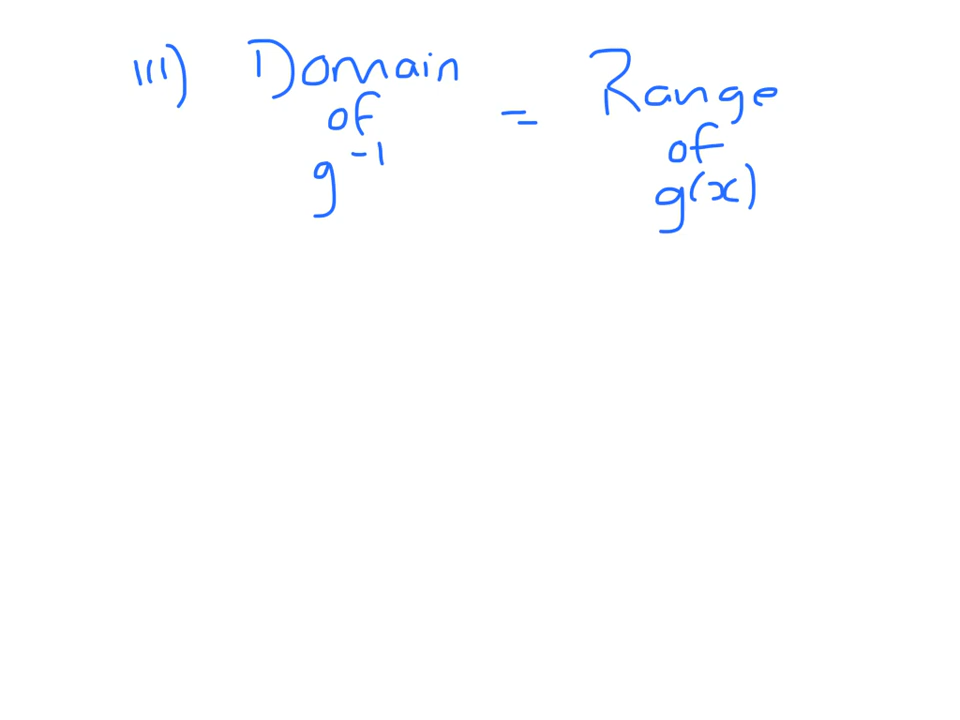 iii) Domain of g⁻¹ = Range of g(x)